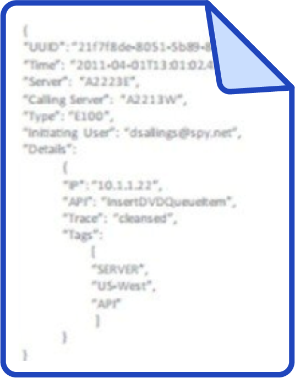 {
"UUID": "21f7f8de-8051-5b89-8
"Time": "2011-04-01T13:01:02.4
"Server": "A2223E",
"Calling Server": "A2213W",
"Type": "E100",
"Initiating User": "dsallings@spy.net",
"Details":
{
"IP": "10.1.1.22",
"API": "InsertDVDQueueItem",
"Trace": "cleansed",
"Tags":
[
"SERVER",
"US-West",
"API"
]
}
}